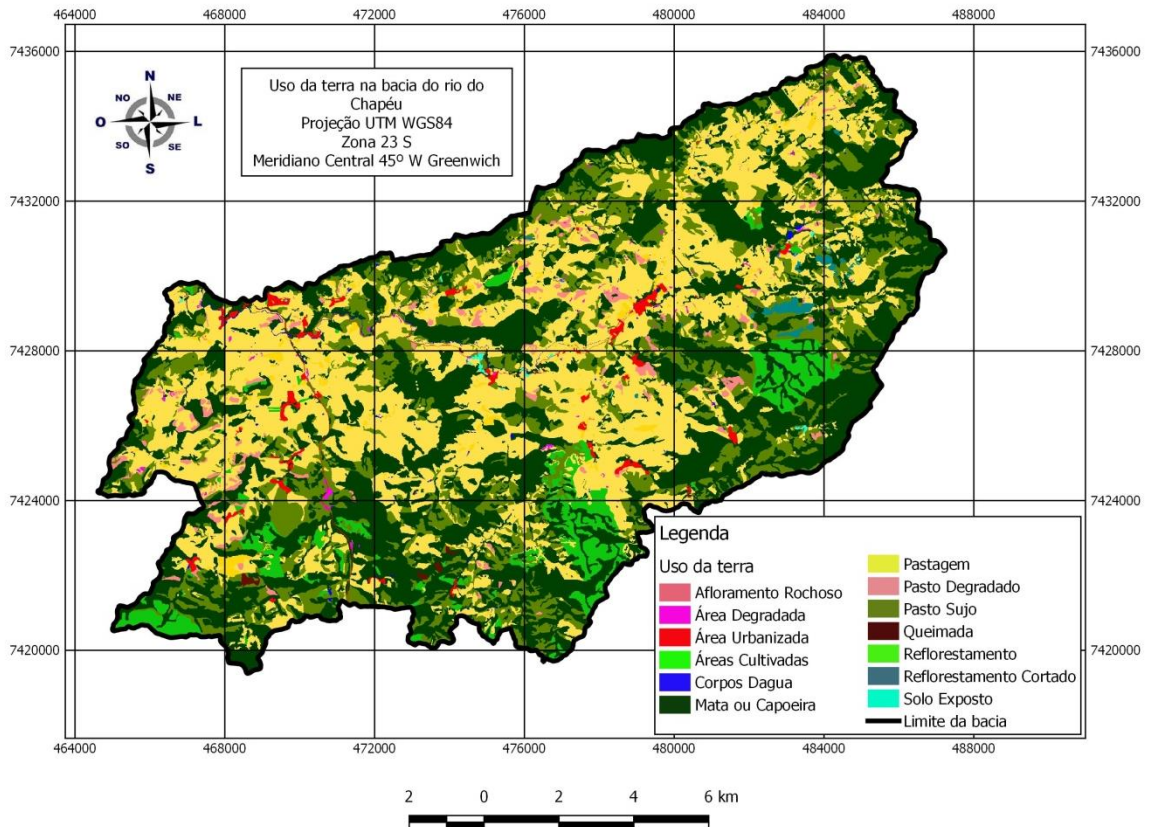 464000 468000 472000 476000 480000 484000 488000
7436000 7436000
N
NO NE
O L
SO SE
S
Uso da terra na bacia do rio do
Chapéu
Projeção UTM WGS84
Zona 23 S
Meridiano Central 45º W Greenwich
7432000 7432000
7428000 7428000
7424000 7424000
Legenda
Uso da terra
Afloramento Rochoso
Área Degradada
Área Urbanizada
Áreas Cultivadas
Corpos Dagua
Mata ou Capoeira
Pastagem
Pasto Degradado
Pasto Sujo
Queimada
Reflorestamento
Reflorestamento Cortado
Solo Exposto
Limite da bacia
7420000 7420000
464000 468000 472000 476000 480000 484000 488000
2 0 2 4 6 km